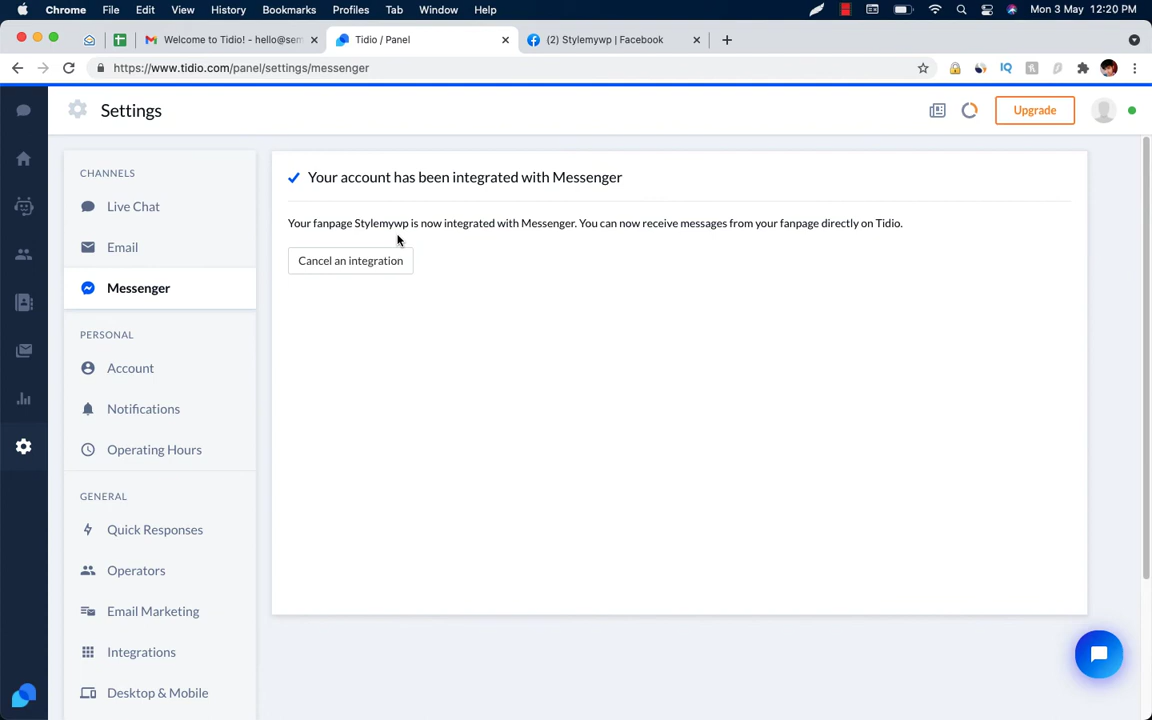 Chrome File Edit View History Bookmarks Profiles Tab Window Help Mon 3 May 12:20 PM
Welcome to Tidio! - hello@sem Tidio / Panel (2) Stylemywp | Facebook
https://www.tidio.com/panel/settings/messenger
IQ
Settings
Upgrade
CHANNELS
Live Chat
Email
Messenger
PERSONAL
Account
Notifications
Operating Hours
GENERAL
Quick Responses
Operators
Email Marketing
Integrations
Desktop & Mobile
Your account has been integrated with Messenger
Your fanpage Stylemywp is now integrated with Messenger. You can now receive messages from your fanpage directly on Tidio.
Cancel an integration